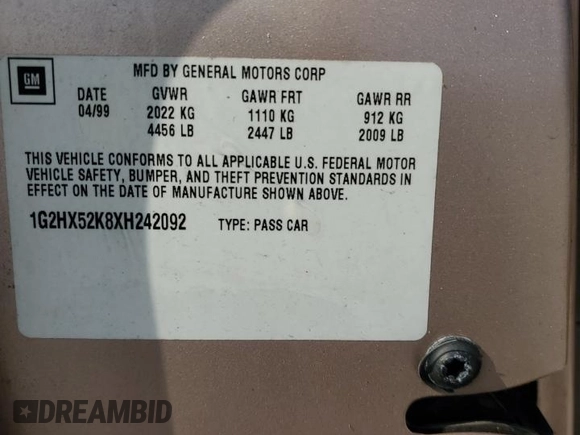 GM
MFD BY GENERAL MOTORS CORP
DATE GVWR GAWR FRT GAWR RR
04/99 2022 KG 1110 KG 912 KG
4456 LB 2447 LB 2009 LB
THIS VEHICLE CONFORMS TO ALL APPLICABLE U.S. FEDERAL MOTOR
VEHICLE SAFETY, BUMPER, AND THEFT PREVENTION STANDARDS IN
EFFECT ON THE DATE OF MANUFACTURE SHOWN ABOVE.
1G2HX52K8XH242092 TYPE: PASS CAR
DREAMBID